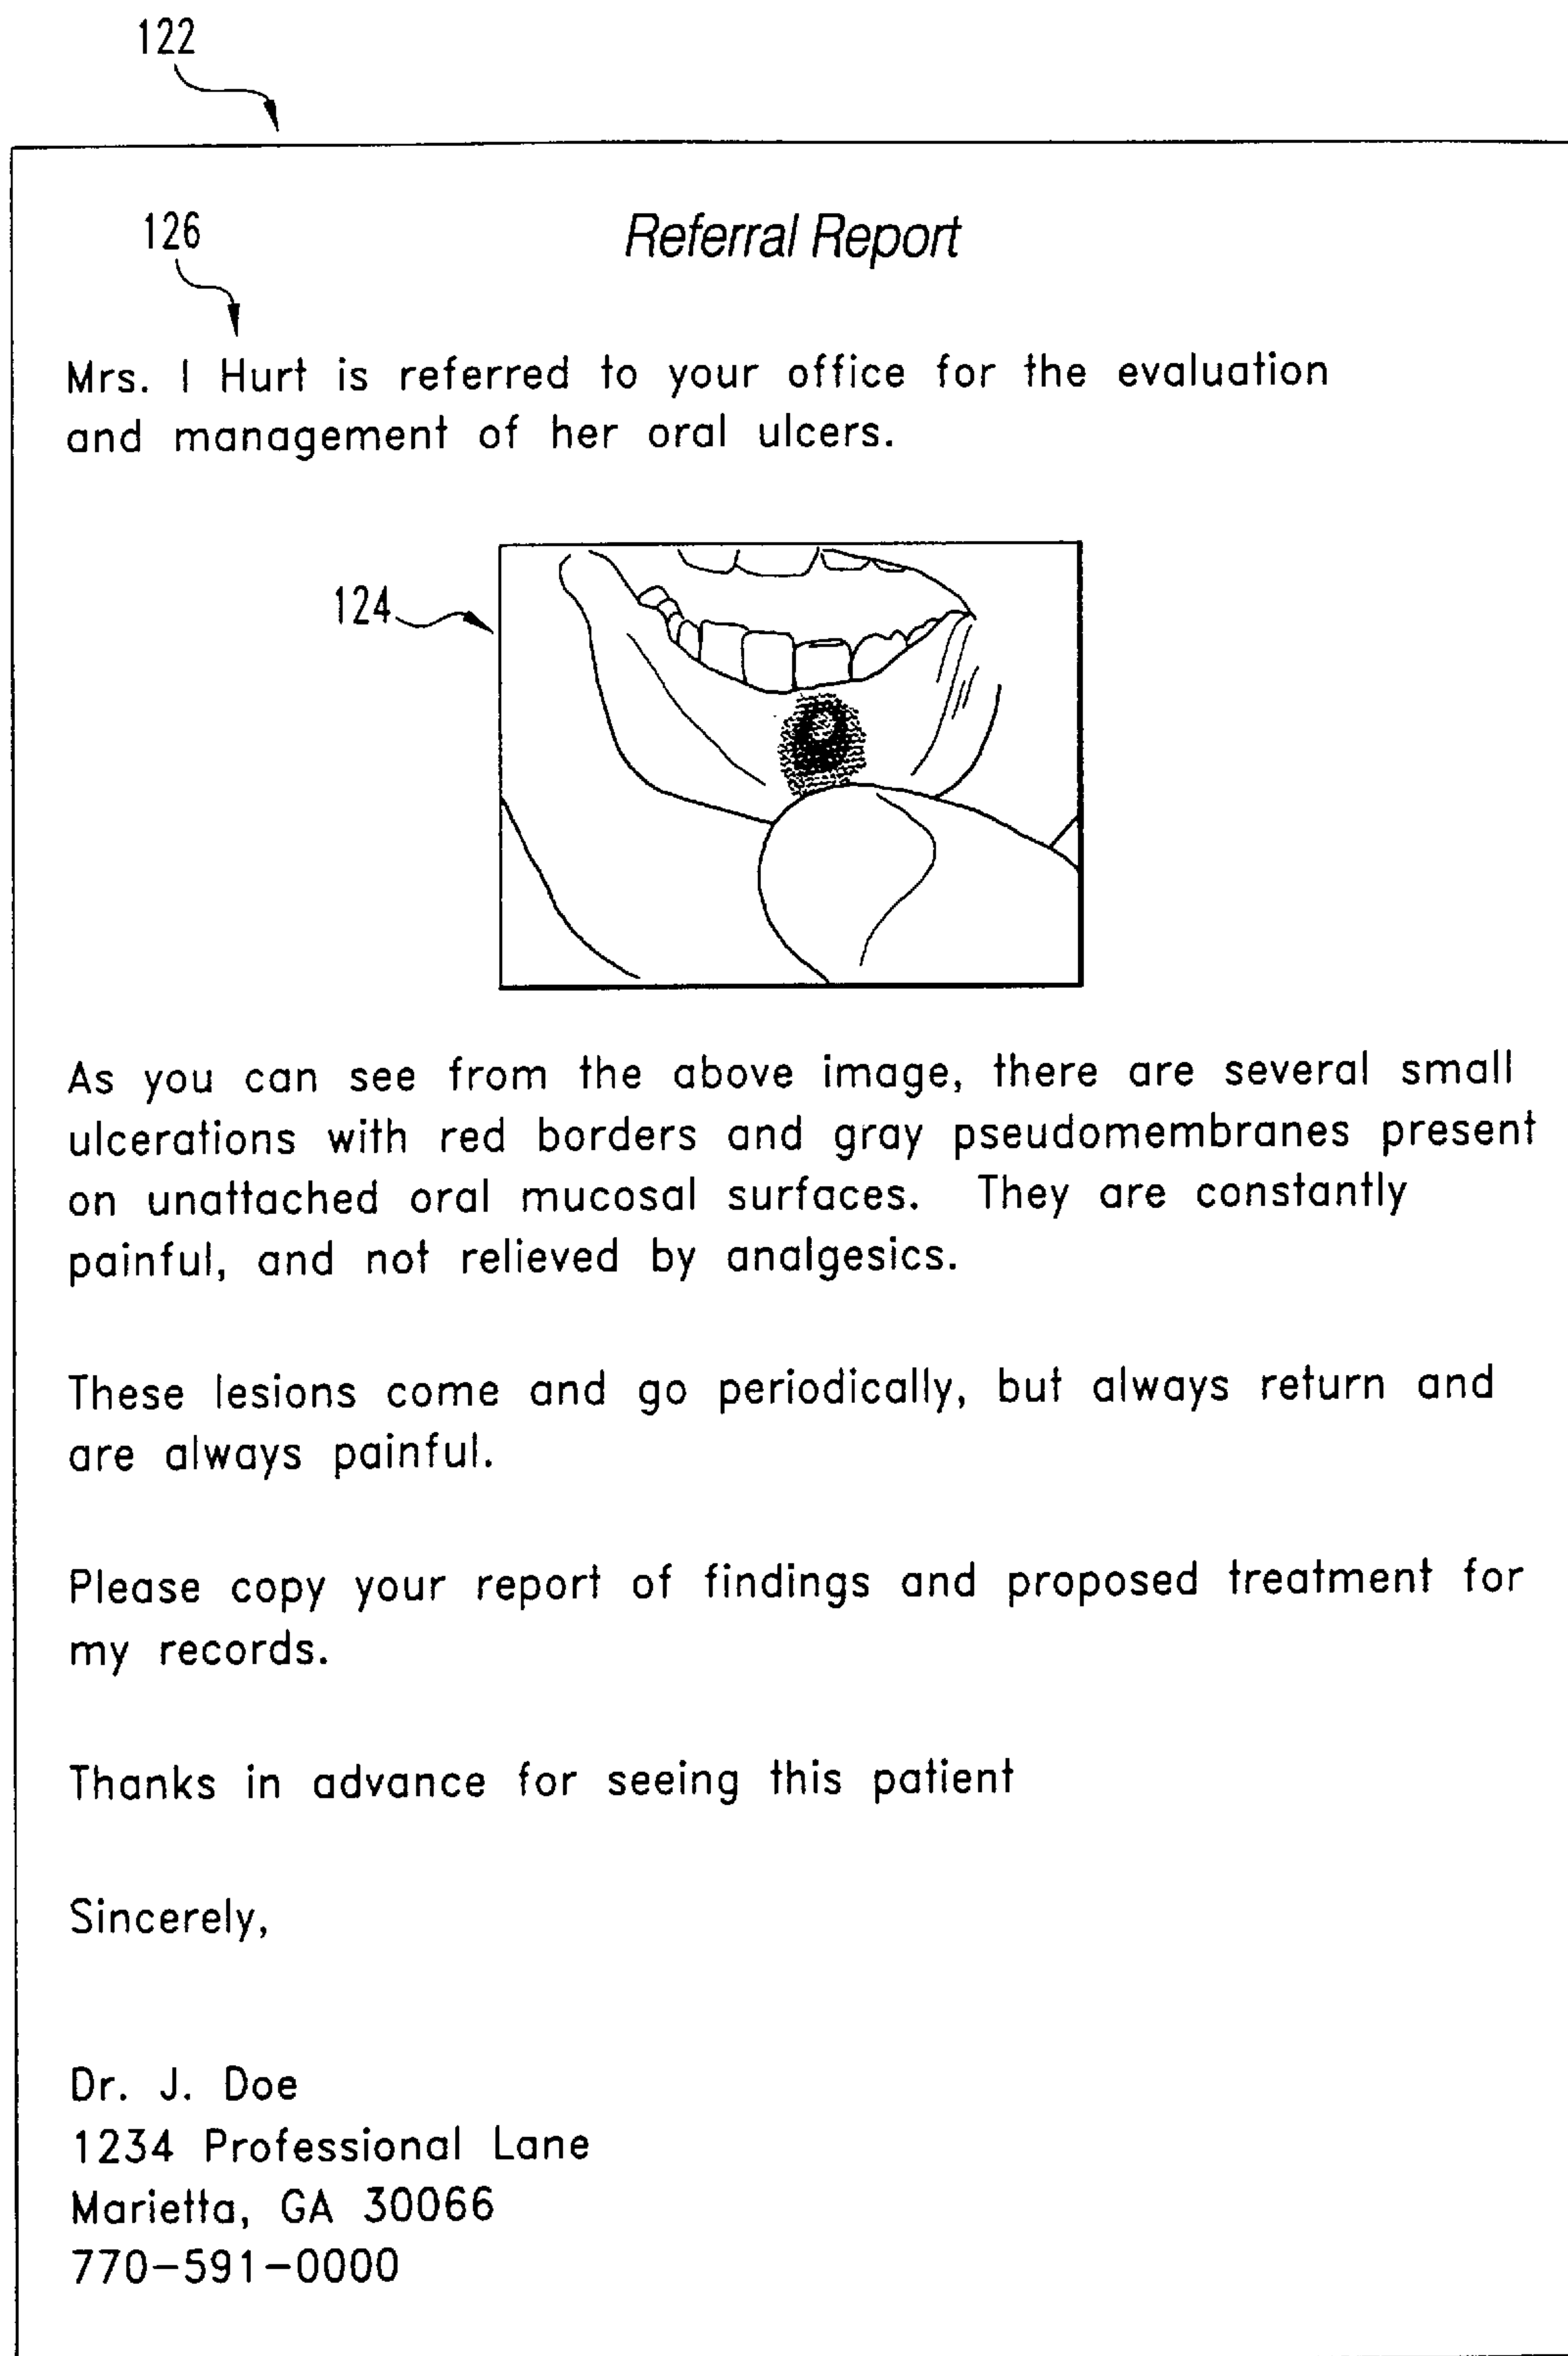 122
126
Referral Report
Mrs. I Hurt is referred to your office for the evaluation
and management of her oral ulcers.
124
As you can see from the above image, there are several small
ulcerations with red borders and gray pseudomembranes present
on unattached oral mucosal surfaces. They are constantly
painful, and not relieved by analgesics.
These lesions come and go periodically, but always return and
are always painful.
Please copy your report of findings and proposed treatment for
my records.
Thanks in advance for seeing this patient
Sincerely,
Dr. J. Doe
1234 Professional Lane
Marietta, GA 30066
770-591-0000